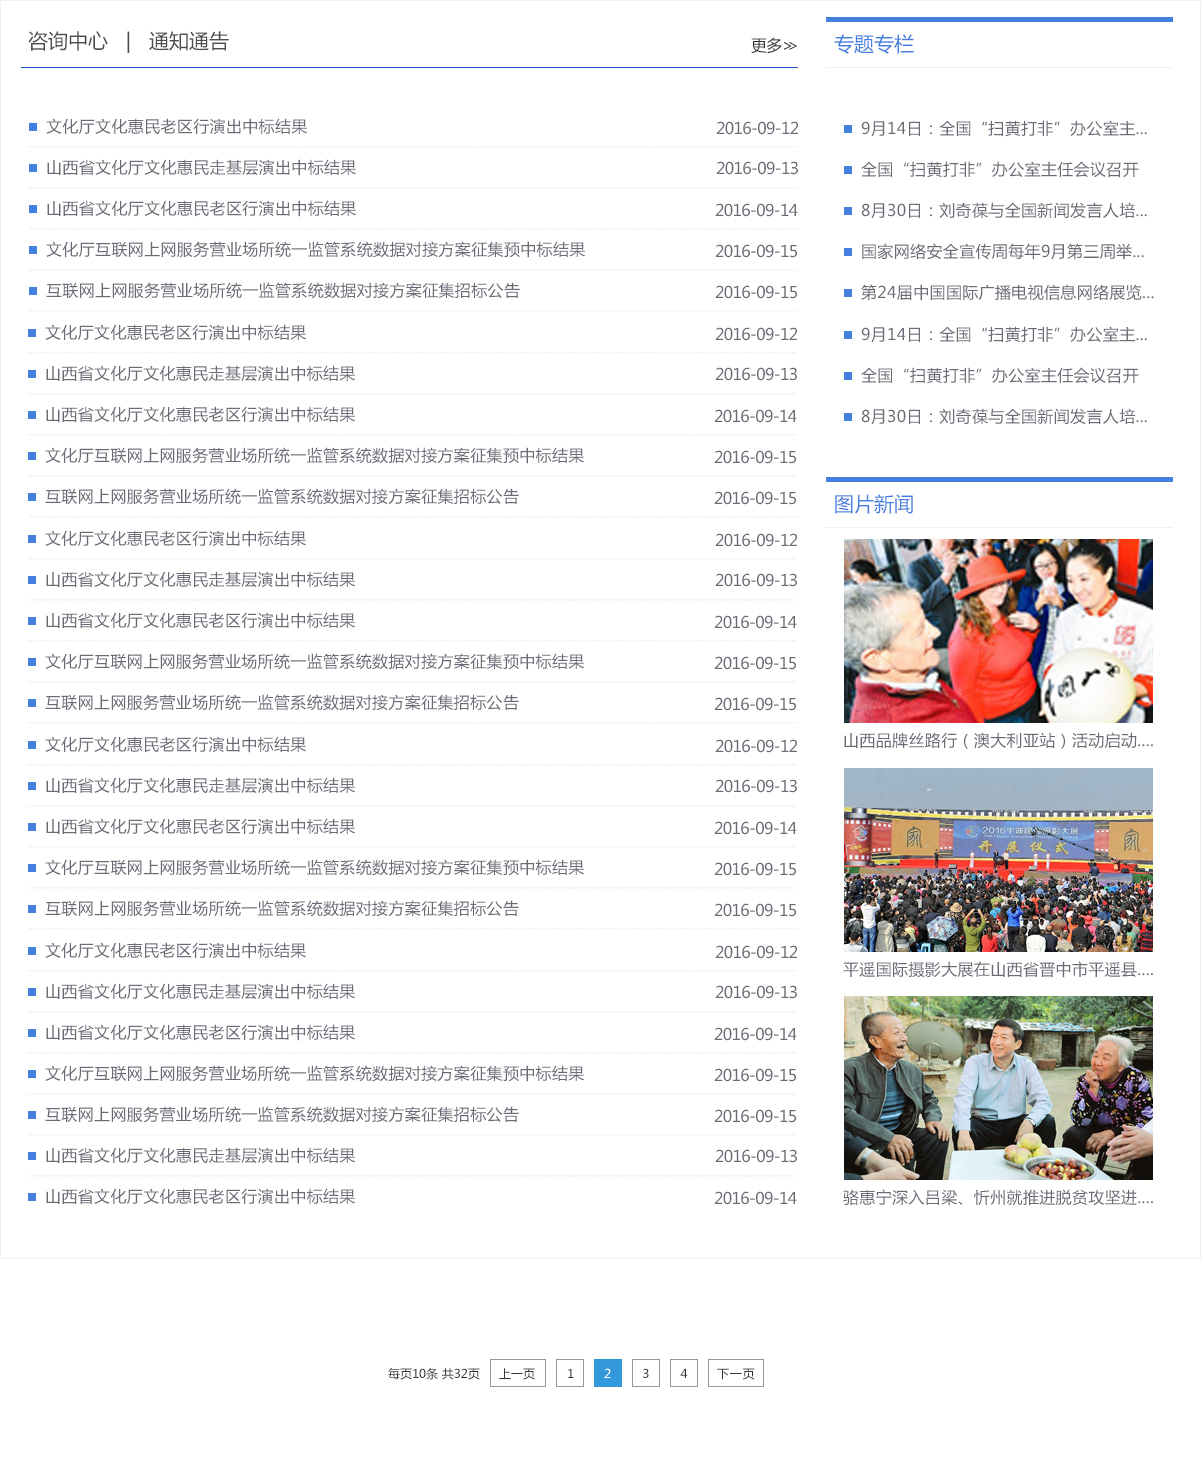 咨询中心 | 通知通告
更多>>
文化厅文化惠民老区行演出中标结果 2016-09-12
山西省文化厅文化惠民走基层演出中标结果 2016-09-13
山西省文化厅文化惠民老区行演出中标结果 2016-09-14
文化厅互联网上网服务营业场所统一监管系统数据对接方案征集预中标结果 2016-09-15
互联网上网服务营业场所统一监管系统数据对接方案征集招标公告 2016-09-15
文化厅文化惠民老区行演出中标结果 2016-09-12
山西省文化厅文化惠民走基层演出中标结果 2016-09-13
山西省文化厅文化惠民老区行演出中标结果 2016-09-14
文化厅互联网上网服务营业场所统一监管系统数据对接方案征集预中标结果 2016-09-15
互联网上网服务营业场所统一监管系统数据对接方案征集招标公告 2016-09-15
文化厅文化惠民老区行演出中标结果 2016-09-12
山西省文化厅文化惠民走基层演出中标结果 2016-09-13
山西省文化厅文化惠民老区行演出中标结果 2016-09-14
文化厅互联网上网服务营业场所统一监管系统数据对接方案征集预中标结果 2016-09-15
互联网上网服务营业场所统一监管系统数据对接方案征集招标公告 2016-09-15
文化厅文化惠民老区行演出中标结果 2016-09-12
山西省文化厅文化惠民走基层演出中标结果 2016-09-13
山西省文化厅文化惠民老区行演出中标结果 2016-09-14
文化厅互联网上网服务营业场所统一监管系统数据对接方案征集预中标结果 2016-09-15
互联网上网服务营业场所统一监管系统数据对接方案征集招标公告 2016-09-15
文化厅文化惠民老区行演出中标结果 2016-09-12
山西省文化厅文化惠民走基层演出中标结果 2016-09-13
山西省文化厅文化惠民老区行演出中标结果 2016-09-14
文化厅互联网上网服务营业场所统一监管系统数据对接方案征集预中标结果 2016-09-15
互联网上网服务营业场所统一监管系统数据对接方案征集招标公告 2016-09-15
山西省文化厅文化惠民走基层演出中标结果 2016-09-13
山西省文化厅文化惠民老区行演出中标结果 2016-09-14
专题专栏
9月14日：全国“扫黄打非”办公室主...
全国“扫黄打非”办公室主任会议召开
8月30日：刘奇葆与全国新闻发言人培...
国家网络安全宣传周每年9月第三周举...
第24届中国国际广播电视信息网络展览...
9月14日：全国“扫黄打非”办公室主...
全国“扫黄打非”办公室主任会议召开
8月30日：刘奇葆与全国新闻发言人培...
图片新闻
山西品牌丝路行（澳大利亚站）活动启动....
家
2016平遥国际摄影大展
开展仪式
家
平遥国际摄影大展在山西省晋中市平遥县....
骆惠宁深入吕梁、忻州就推进脱贫攻坚进....
每页10条 共32页 上一页 1 2 3 4 下一页